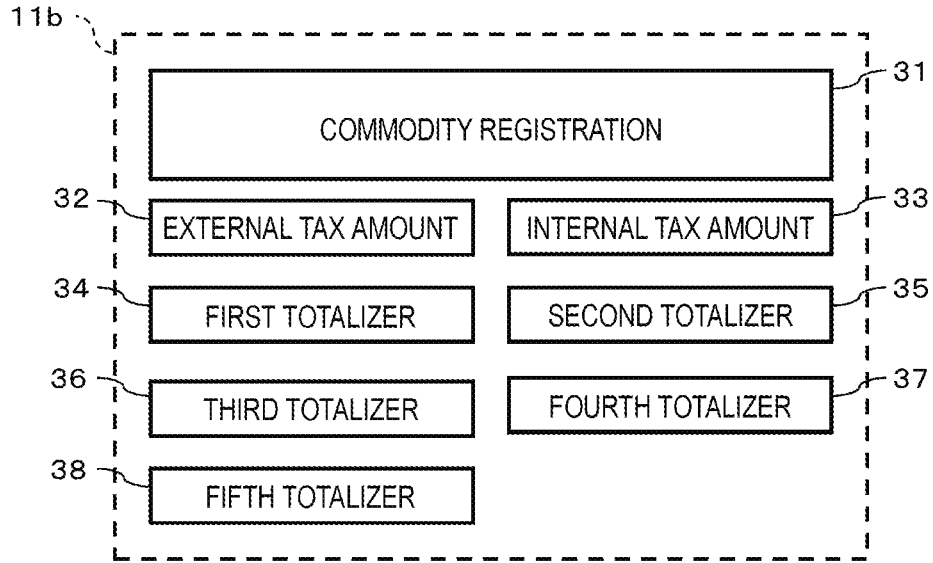 11b
31
COMMODITY REGISTRATION
32
33
EXTERNAL TAX AMOUNT
INTERNAL TAX AMOUNT
34
35
FIRST TOTALIZER
SECOND TOTALIZER
36
37
THIRD TOTALIZER
FOURTH TOTALIZER
38
FIFTH TOTALIZER